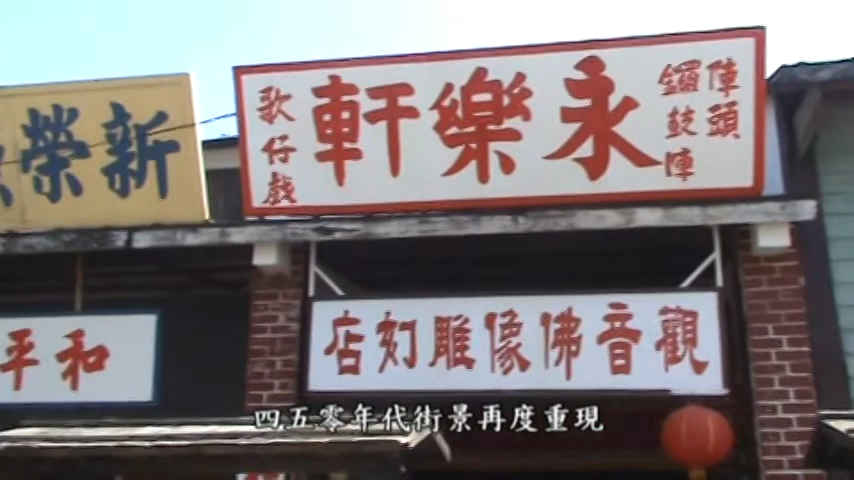 陣頭
鑼鼓陣
永樂軒
歌仔戲
新榮
觀音佛像雕刻店
和平
四五零年代街景再度重現